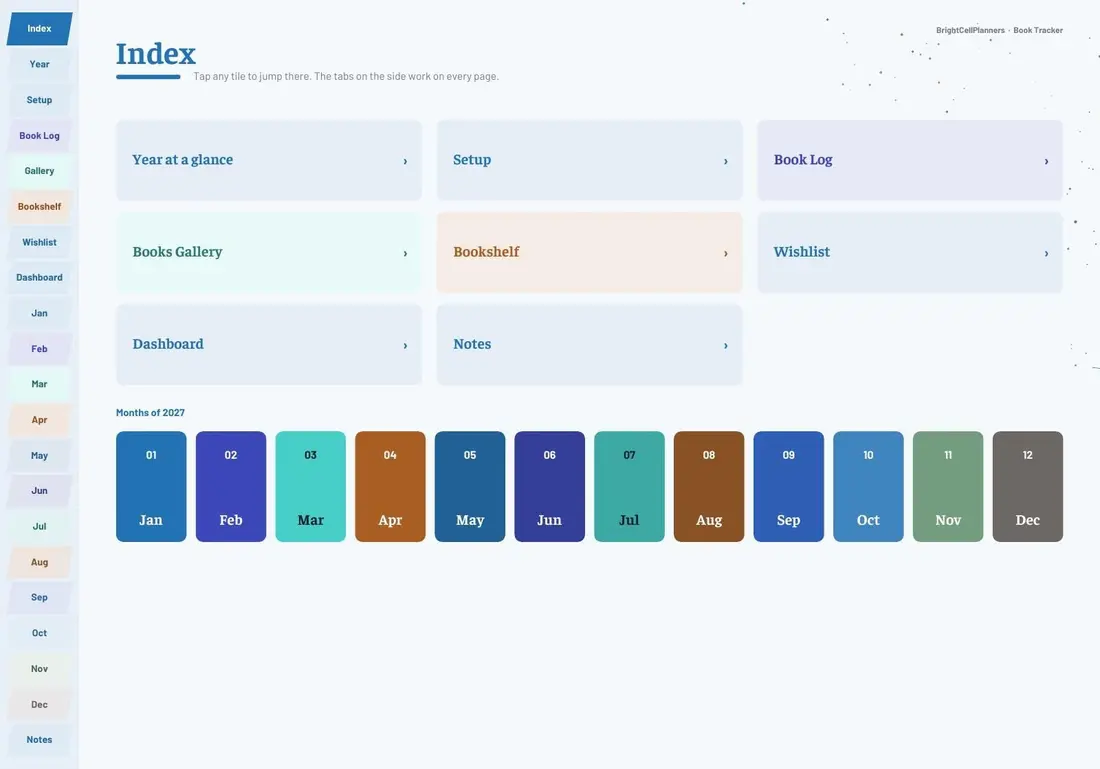 Index
Year
Setup
Book Log
Gallery
Bookshelf
Wishlist
Dashboard
Jan
Feb
Mar
Apr
May
Jun
Jul
Aug
Sep
Oct
Nov
Dec
Notes
BrightCellPlanners · Book Tracker
Index
Tap any tile to jump there. The tabs on the side work on every page.
Year at a glance ›
Setup ›
Book Log ›
Books Gallery ›
Bookshelf ›
Wishlist ›
Dashboard ›
Notes ›
Months of 2027
01 02 03 04 05 06 07 08 09 10 11 12
Jan Feb Mar Apr May Jun Jul Aug Sep Oct Nov Dec